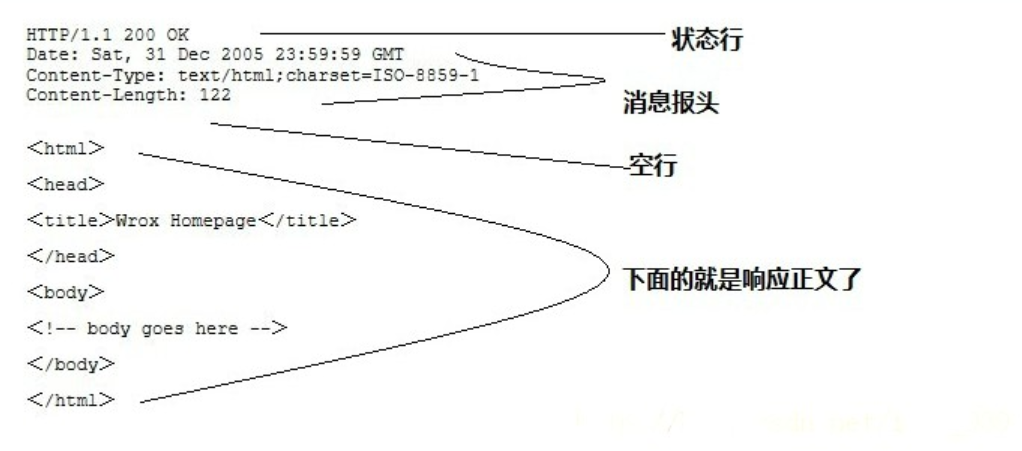 HTTP/1.1 200 OK
状态行
Date: Sat, 31 Dec 2005 23:59:59 GMT
Content-Type: text/html;charset=ISO-8859-1
Content-Length: 122
消息报头
空行
<html>
<head>
<title>Wrox Homepage</title>
</head>
下面的就是响应正文了
<body>
<!-- body goes here -->
</body>
</html>